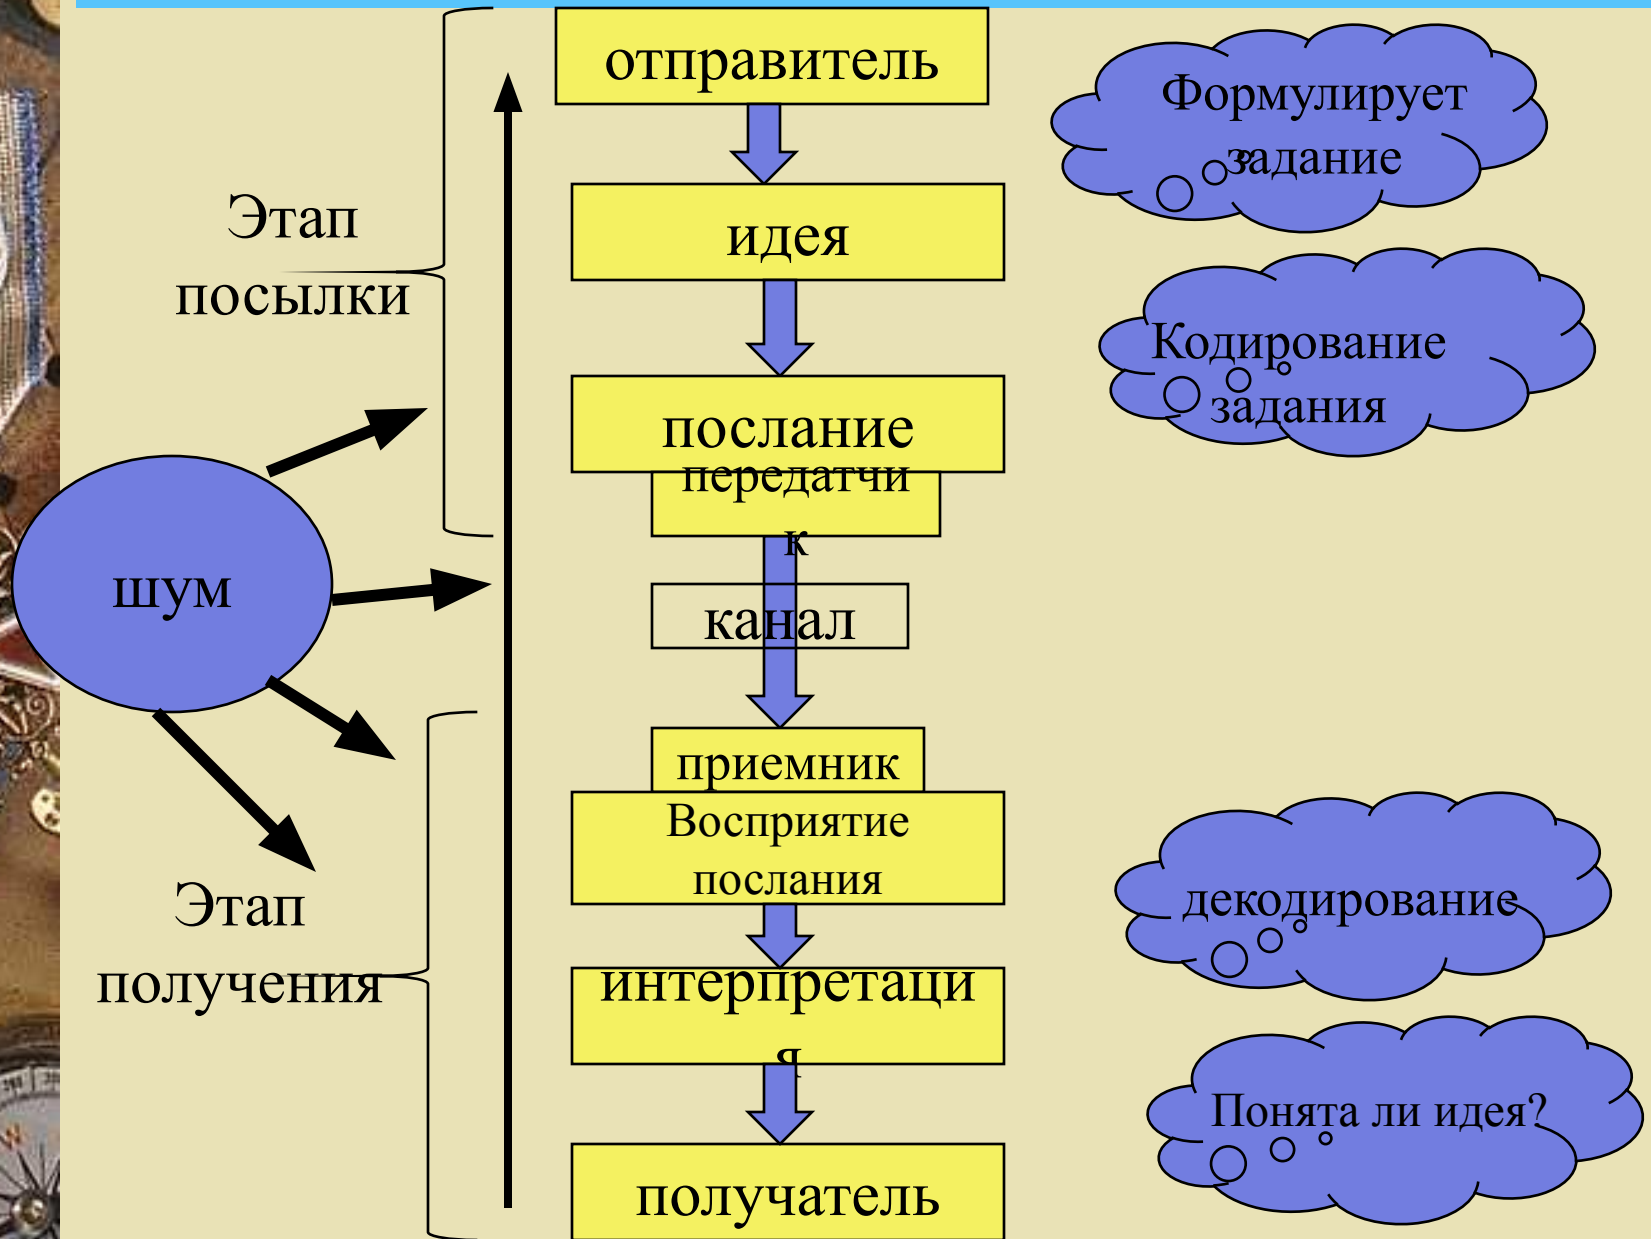 отправитель
Формулирует
задание
Этап
посылки
идея
Кодирование
задания
послание
передатчи
к
шум
канал
приемник
Восприятие
послания
декодирование
Этап
получения
интерпретаци
я
Понята ли идея?
получатель